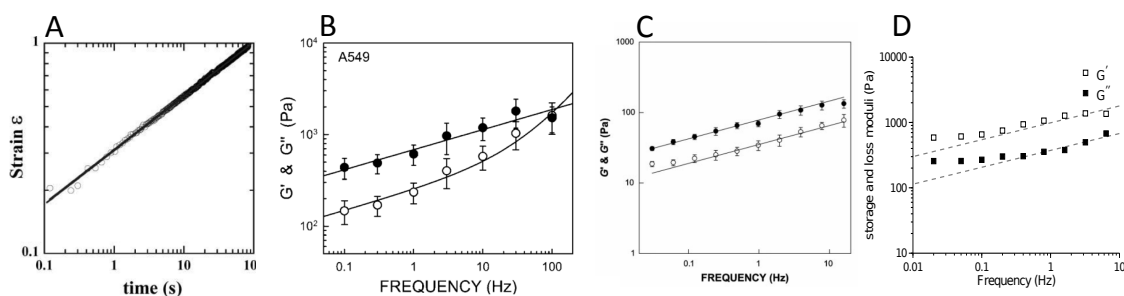 A
Strain ε
1
0.1
0.1
1
10
100
time (s)
B
A549
G' & G'' (Pa)
10⁴
10³
10²
0.1
1
10
100
FREQUENCY (Hz)
C
G' & G'' (Pa)
1000
100
10
1
0.1
1
10
FREQUENCY (Hz)
D
storage and loss moduli (Pa)
10000
1000
100
10
0.01
0.1
1
10
Frequency (Hz)
G'
G''